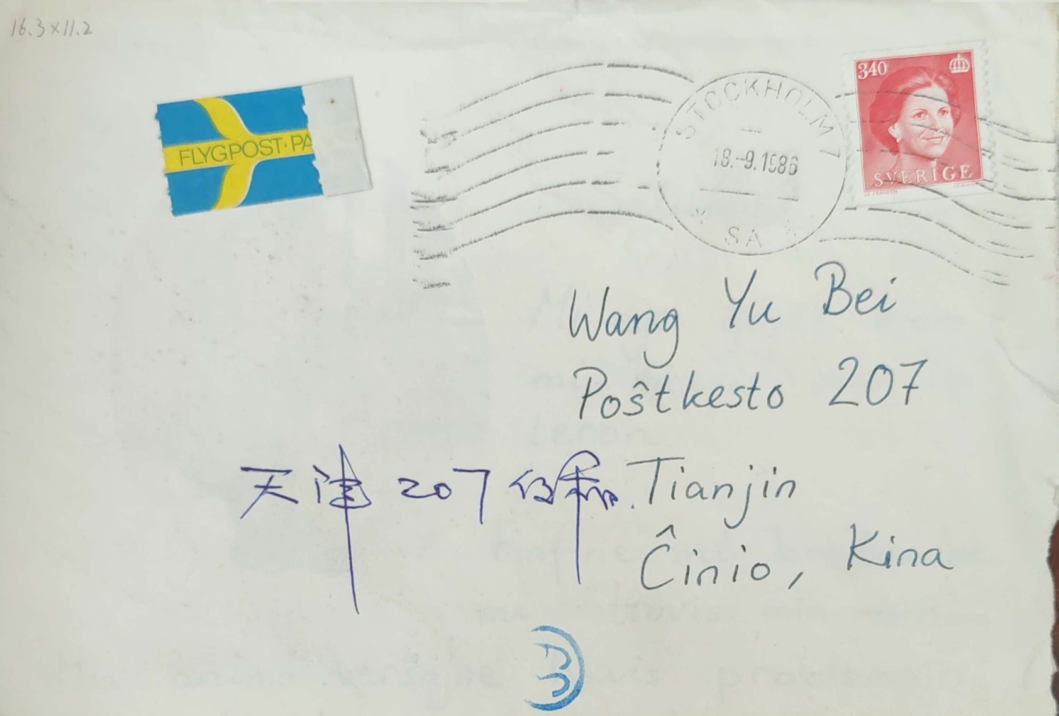 16.3×11.2
FLYGPOST·PA
STOCKHOLM 1
18.-9.1986
SA
340
SVERIGE
Wang Yu Bei
Poŝtkesto 207
天津 207 信箱. Tianjin
Ĉinio, Kina